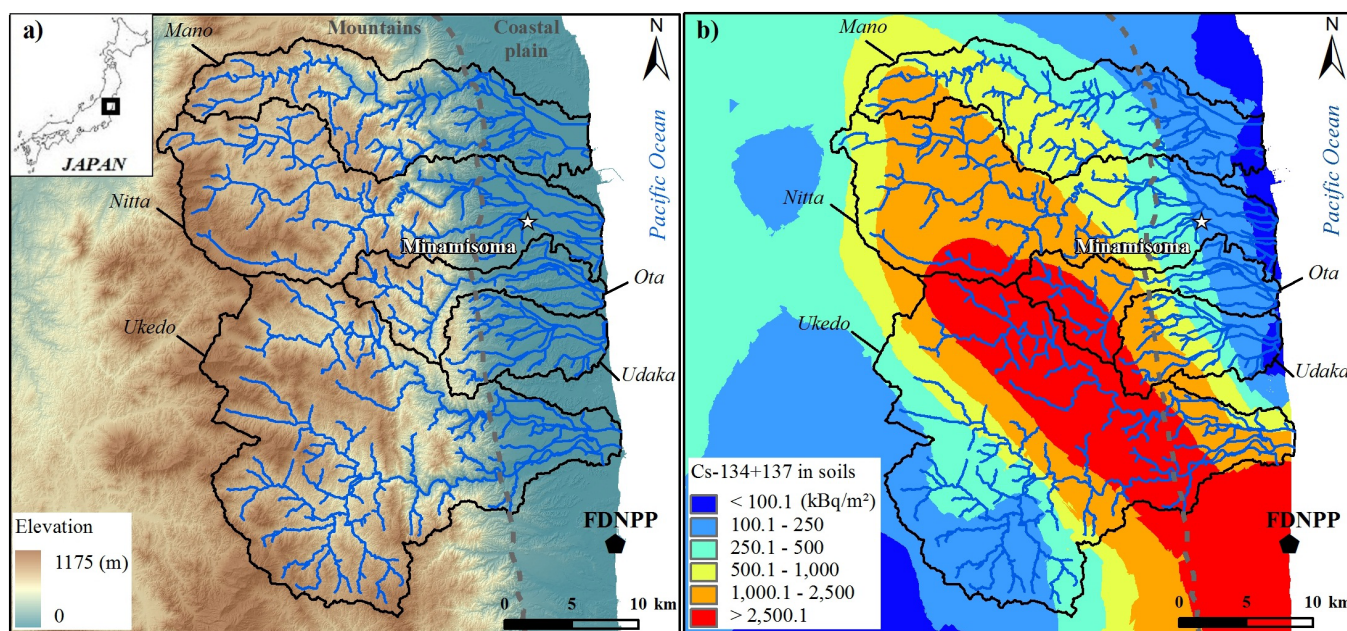 a)
Mountains
Coastal
plain
N
Mano
JAPAN
Pacific Ocean
Nitta
Minamisoma
Ota
Ukedo
Udaka
FDNPP
Elevation
1175 (m)
0
0 5 10 km
b)
N
Mano
Pacific Ocean
Nitta
Minamisoma
Ota
Ukedo
Udaka
Cs-134+137 in soils
< 100.1 (kBq/m²)
100.1 - 250
250.1 - 500
500.1 - 1,000
1,000.1 - 2,500
> 2,500.1
FDNPP
0 5 10 km